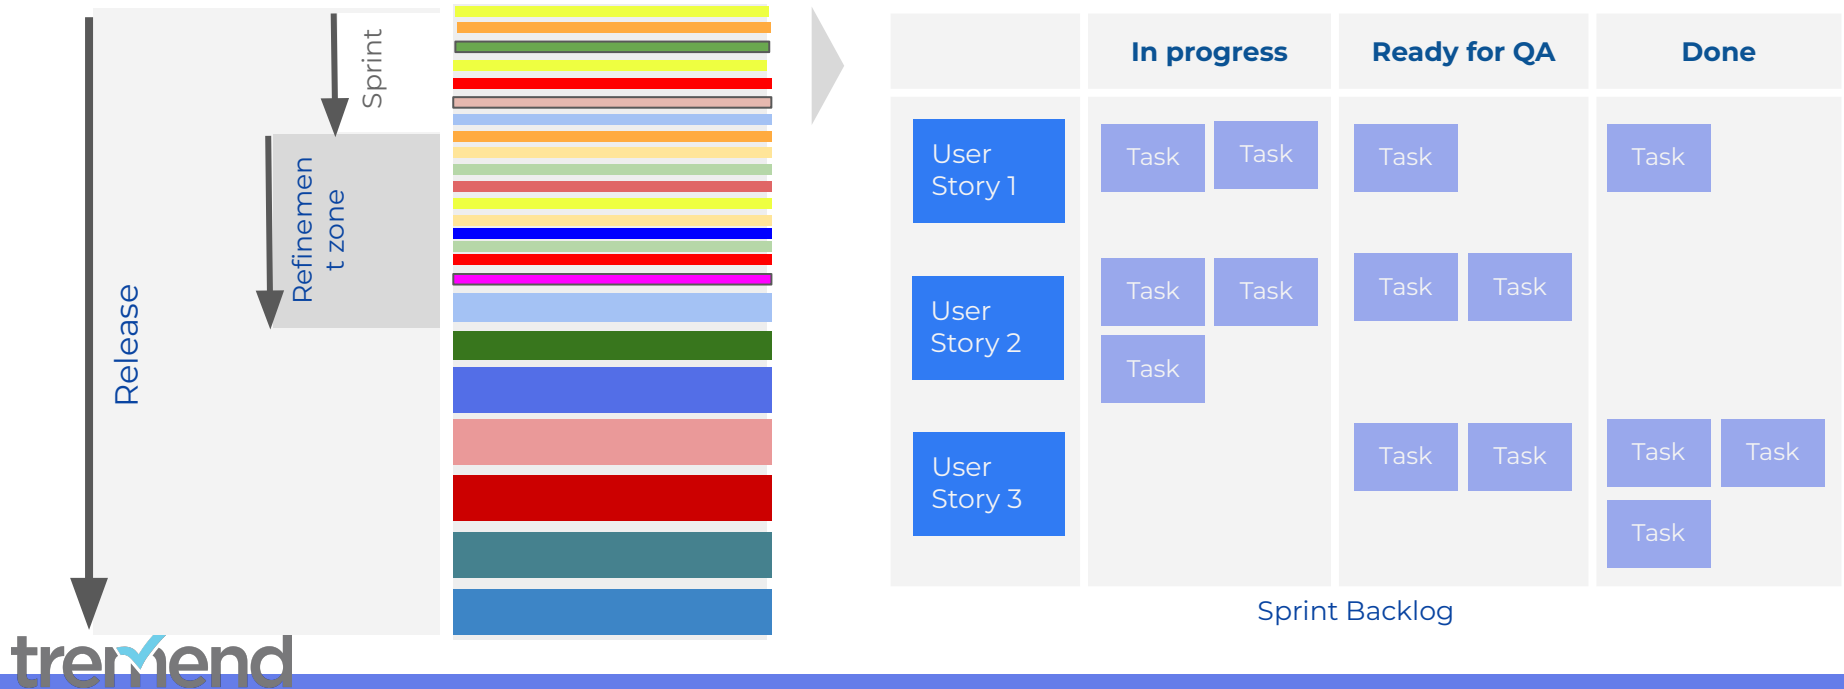 Sprint
Refinemen
t zone
Release
In progress
Ready for QA
Done
User
Story 1
Task
Task
Task
Task
User
Story 2
Task
Task
Task
Task
Task
User
Story 3
Task
Task
Task
Task
Task
Sprint Backlog
tremend